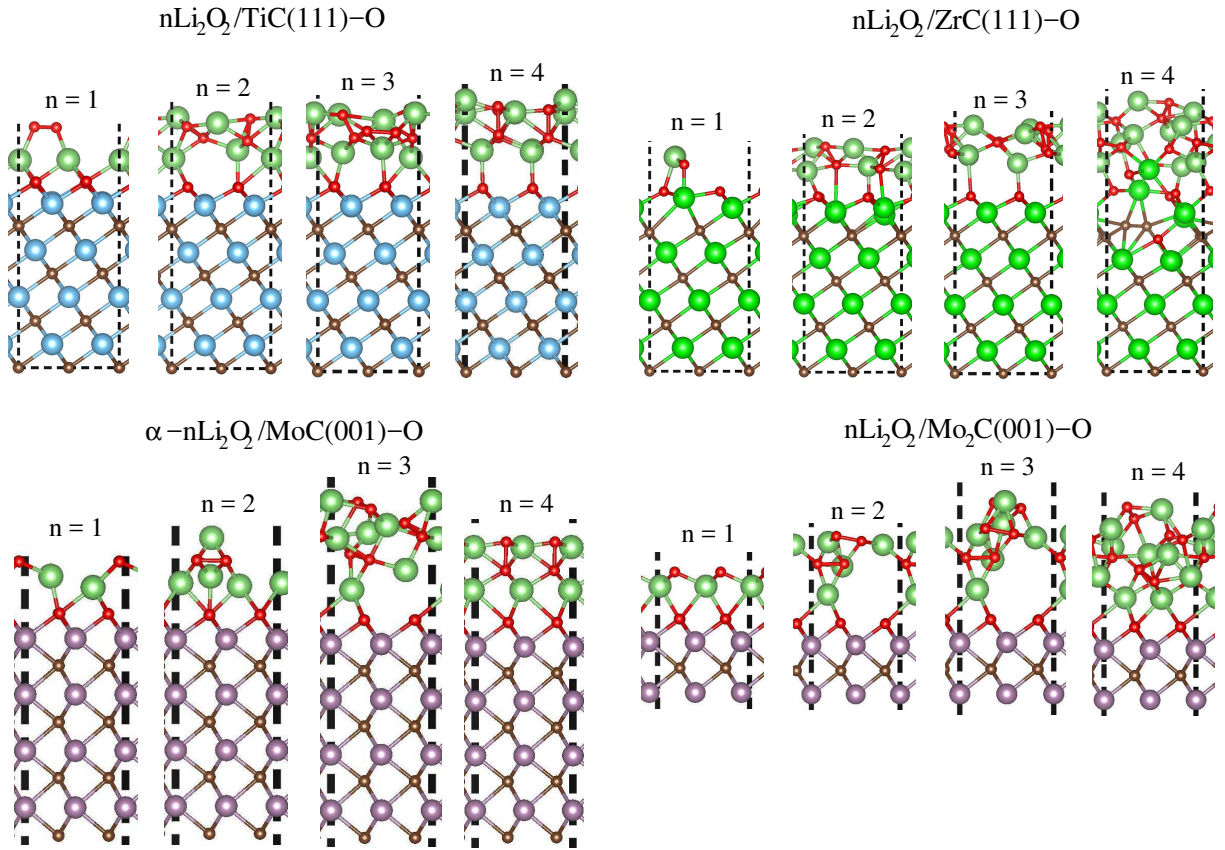 nLi₂O₂/TiC(111)−O
n = 1
n = 2
n = 3
n = 4
nLi₂O₂/ZrC(111)−O
n = 1
n = 2
n = 3
n = 4
α−nLi₂O₂/MoC(001)−O
n = 1
n = 2
n = 3
n = 4
nLi₂O₂/Mo₂C(001)−O
n = 1
n = 2
n = 3
n = 4